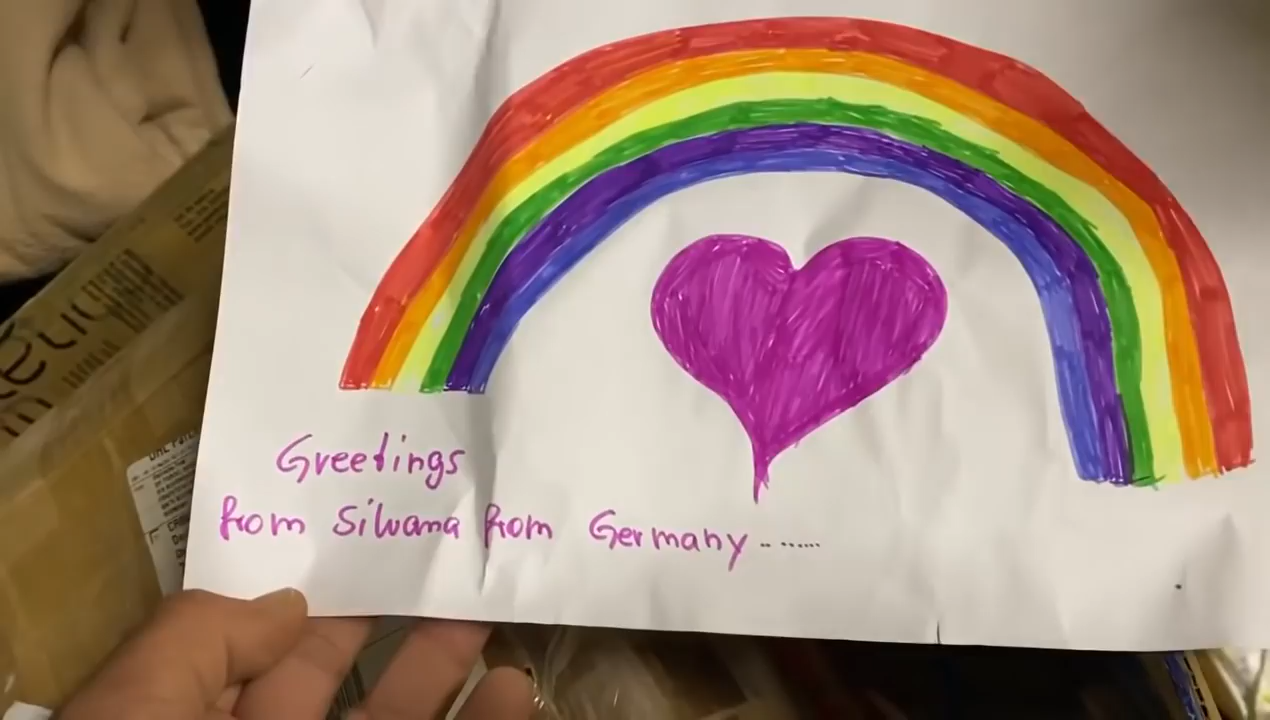 Greetings
from Silvana from Germany.........